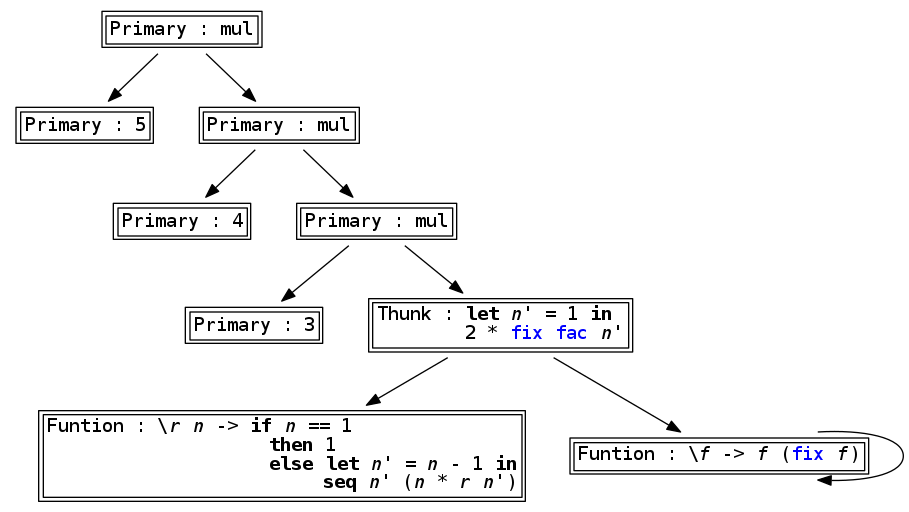 Primary : mul
Primary : 5
Primary : mul
Primary : 4
Primary : mul
Primary : 3
Thunk : let n' = 1 in
2 * fix fac n'
Funtion : \r n -> if n == 1
then 1
else let n' = n - 1 in
seq n' (n * r n')
Funtion : \f -> f (fix f)